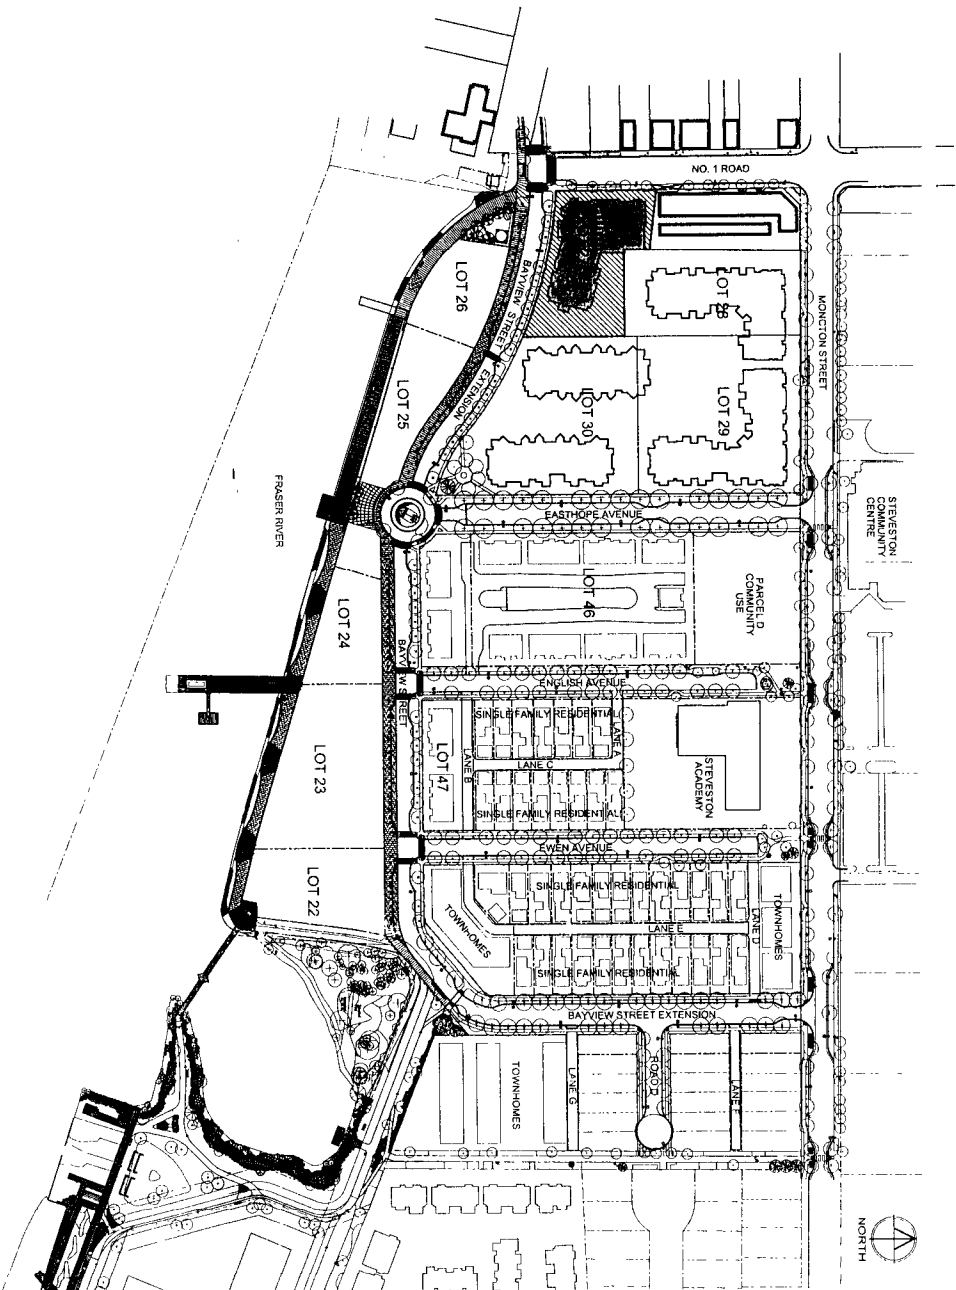 NO. 1 ROAD
BAYVIEW STREET EXTENSION
MONCTON STREET
LOT 26
LOT 28
LOT 25
LOT 30
LOT 29
FRASER RIVER
EASTHOPE AVENUE
STEVESTON
COMMUNITY
CENTRE
LOT 24
LOT 46
PARCEL D
COMMUNITY
USE
BAYVIEW STREET
ENGLISH AVENUE
SINGLE FAMILY RESIDENTIAL
LANE A
LOT 23
LOT 47
LANE B
LANE C
STEVESTON
ACADEMY
SINGLE FAMILY RESIDENTIAL
EWEN AVENUE
LOT 22
SINGLE FAMILY RESIDENTIAL
TOWNHOMES
LANE E
LANE D
TOWNHOMES
SINGLE FAMILY RESIDENTIAL
BAYVIEW STREET EXTENSION
TOWNHOMES
LANE G
ROAD D
LANE F
NORTH